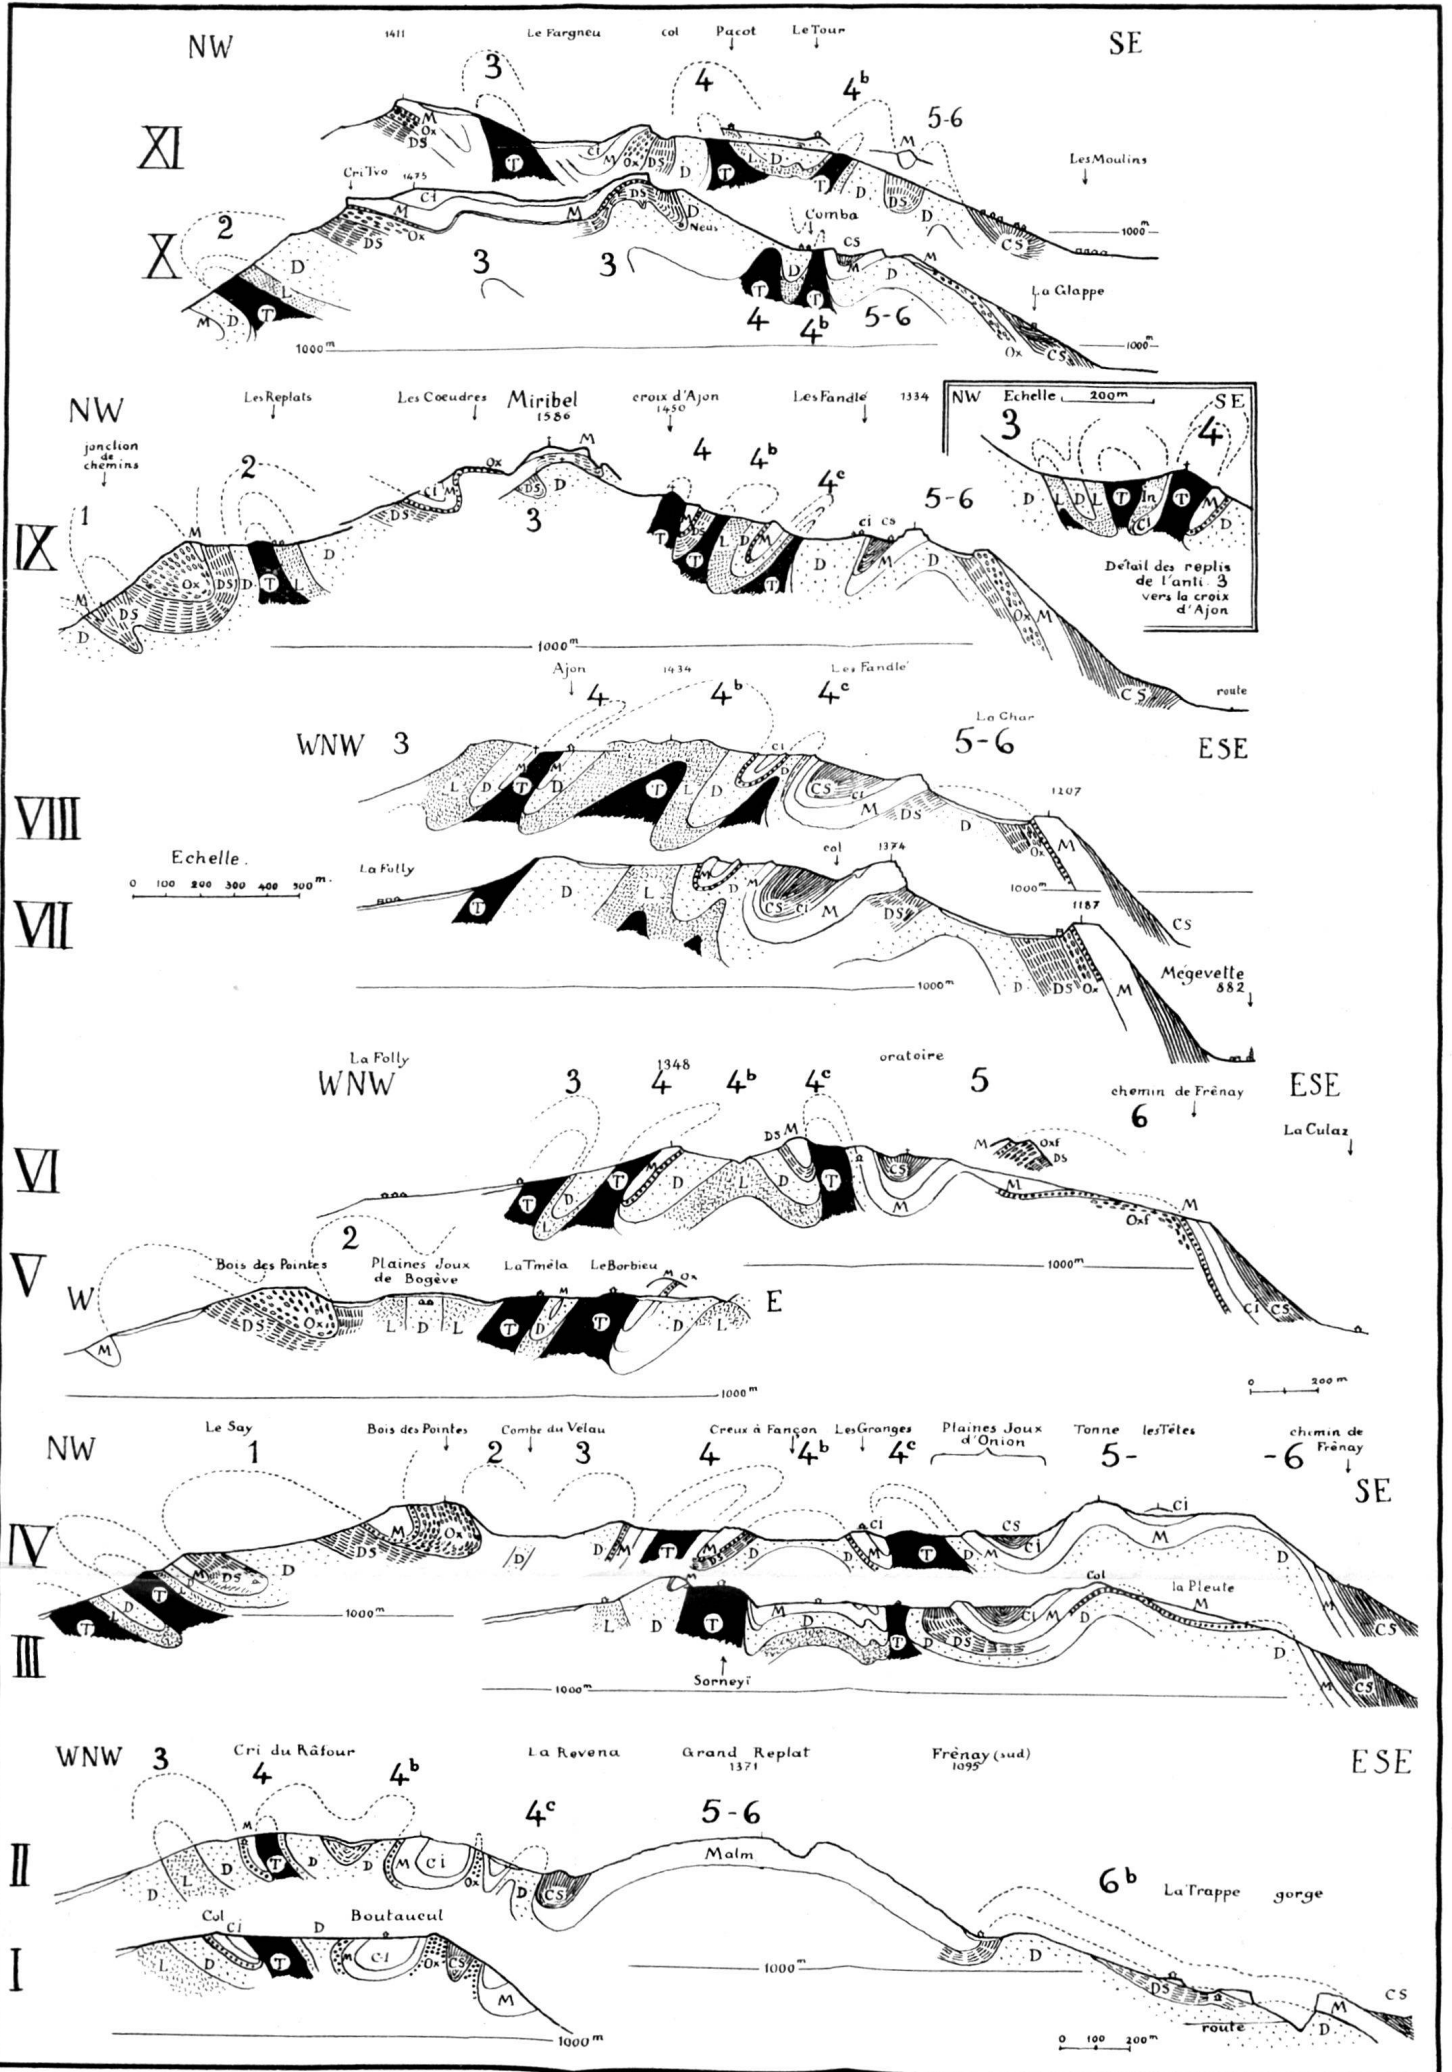 NW
1411
Le Fargneu
col
Pacot
Le Tour
SE
3
4
4b
5-6
XI
M
Ox
DS
T
Ci
M
Ox
DS
D
T
L
D
T
D
DS
D
M
Les Moulins
CS
1000m
Cri Tvo
1475
2
X
Ci
M
DS
Ox
M
DS
D
Neus
Cumba
CS
D
L
T
M
D
3
3
T
D
T
M
D
M
4
4b
5-6
La Glappe
Ox
CS
1000m
1000m
NW
Les Replats
Les Coeudres
Miribel
1586
croix d'Ajon
1450
Les Fandlé
1334
jonction
de
chemins
1
2
3
4
4b
4c
5-6
IX
M
D
DS
M
Ox
DS
D
T
L
D
DS
Ci
M
Ox
DS
D
M
T
M
DS
T
L
D
M
T
D
Ci
CS
M
D
Ox
M
CS
route
1000m
NW
Echelle
200m
SE
3
4
D
L
D
L
T
In
Ci
T
M
D
Détail des replis
de l'anti. 3
vers la croix
d'Ajon
Ajon
1434
Les Fandlé
4
4b
4c
La Char
WNW
3
5-6
ESE
VIII
L
D
M
T
M
D
T
L
D
Ci
D
CS
Ci
M
DS
D
1207
Ox
M
1000m
CS
Echelle.
0 100 200 300 400 500 m.
La Folly
VII
T
D
L
M
D
M
CS
Ci
M
col
1374
DS
1187
D
DS
Ox
M
1000m
Mégevette
882
La Folly
WNW
3
1348
4
4b
4c
oratoire
5
chemin de Frênay
6
ESE
La Culaz
VI
T
D
L
T
M
D
L
DS
M
D
T
CS
M
M
Oxf
DS
M
Oxf
M
Ci
CS
1000m
2
V
W
Bois des Pointes
Plaines Joux
de Bogève
La Tméla
Le Borbieu
E
M
DS
Ox
L
D
L
T
M
D
T
M
Ox
D
L
1000m
0 200m
NW
Le Say
1
Bois des Pointes
2
Combe du Vélau
3
Creux à Fançon
4
4b
Les Granges
4c
Plaines Joux
d'Onion
Tonne
5-
les Têtes
-6
chemin de
Frênay
SE
IV
T
L
D
T
L
D
M
DS
D
DS
M
Ox
D
D
M
T
M
DS
D
D
M
Ci
T
D
M
CS
Ci
M
Ci
D
M
CS
1000m
III
L
D
M
T
M
D
T
D
DS
Ci
M
D
Col
la Pleute
M
D
M
CS
Sorneyï
1000m
WNW
3
Cri du Râfour
4
4b
La Revena
4c
Grand Replat
1371
5-6
Frênay (sud)
1095
ESE
II
D
L
D
M
T
D
D
M
Ci
Ox
D
CS
Malm
6b
La Trappe
gorge
D
DS
route
M
D
CS
Col
Ci
D
Boutaucul
I
L
D
T
M
Ci
Ox
CS
M
1000m
1000m
0 100 200m